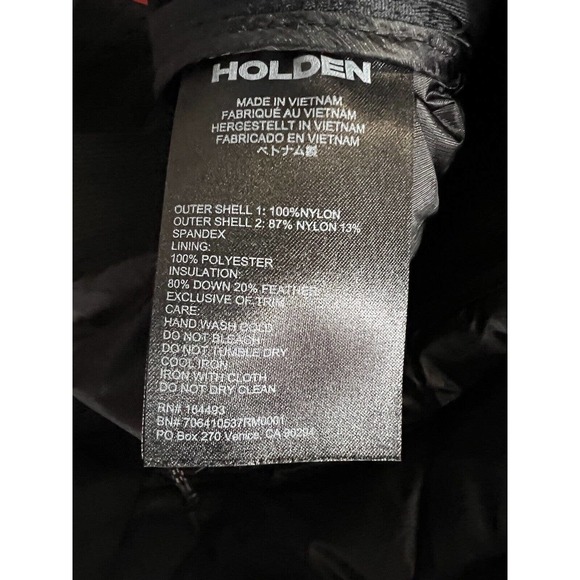 HOLDEN
MADE IN VIETNAM
FABRIQUÉ AU VIETNAM
HERGESTELLT IN VIETNAM
FABRICADO EN VIETNAM
ベトナム製
OUTER SHELL 1: 100%NYLON
OUTER SHELL 2: 87% NYLON 13%
SPANDEX
LINING:
100% POLYESTER
INSULATION:
80% DOWN 20% FEATHER
EXCLUSIVE OF TRIM
CARE:
HAND WASH COLD
DO NOT BLEACH
DO NOT TUMBLE DRY
COOL IRON
IRON WITH CLOTH
DO NOT DRY CLEAN
RN# 164493
BN# 706410537RM0001
PO Box 270 Venice, CA 90294